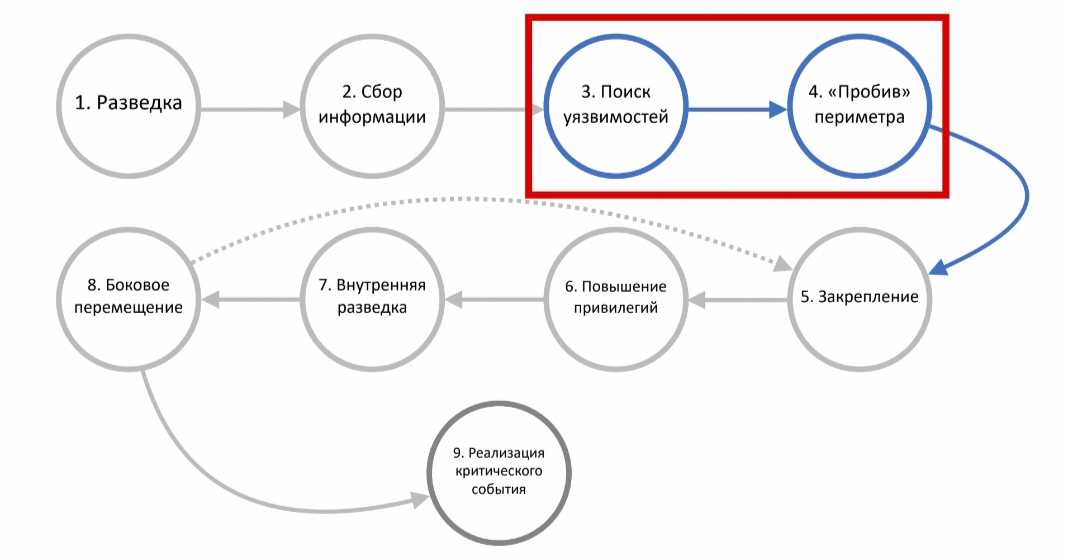 1. Разведка
2. Сбор
информации
3. Поиск
уязвимостей
4. «Пробив»
периметра
8. Боковое
перемещение
7. Внутренняя
разведка
6. Повышение
привилегий
5. Закрепление
9. Реализация
критического
события